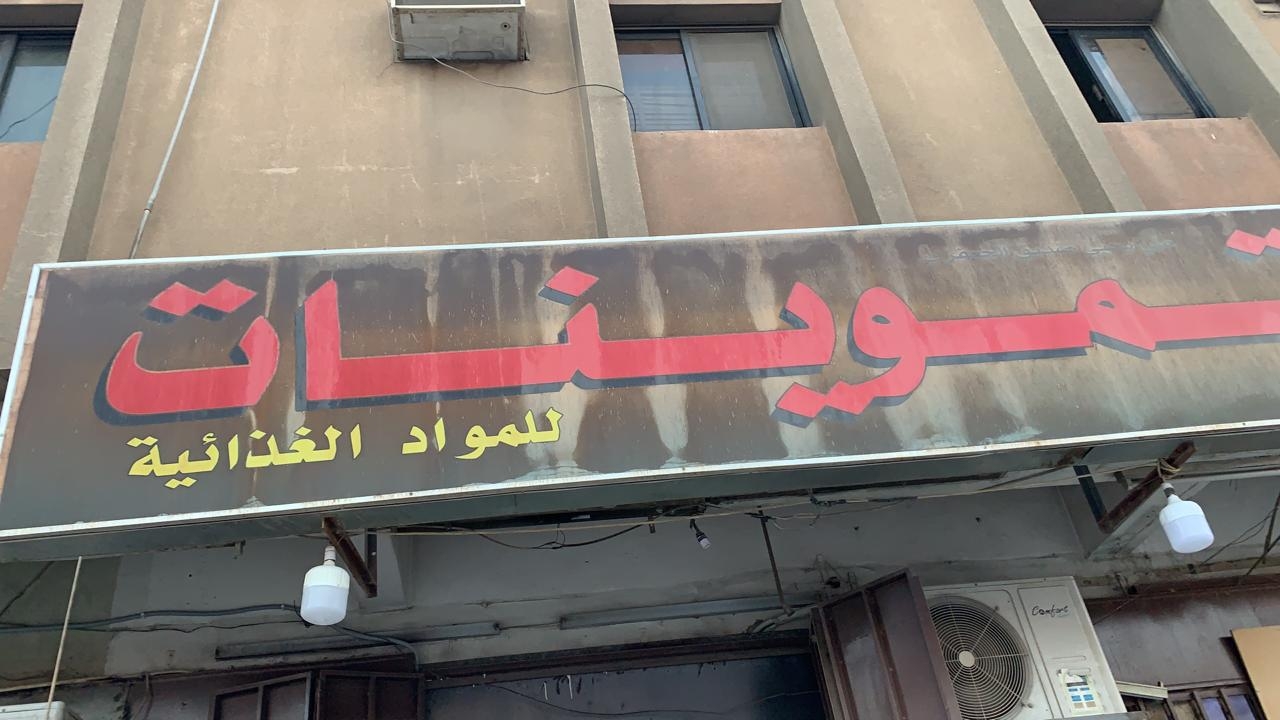 تموينات
للمواد الغذائية
Comfort